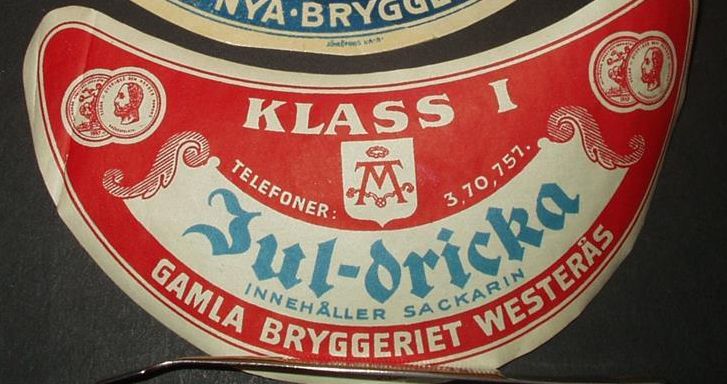 NYA·BRYGGE
KLASS I
TELEFONER: 3,70,757.
Jul-dricka
INNEHÅLLER SACKARIN
GAMLA BRYGGERIET WESTERÅS